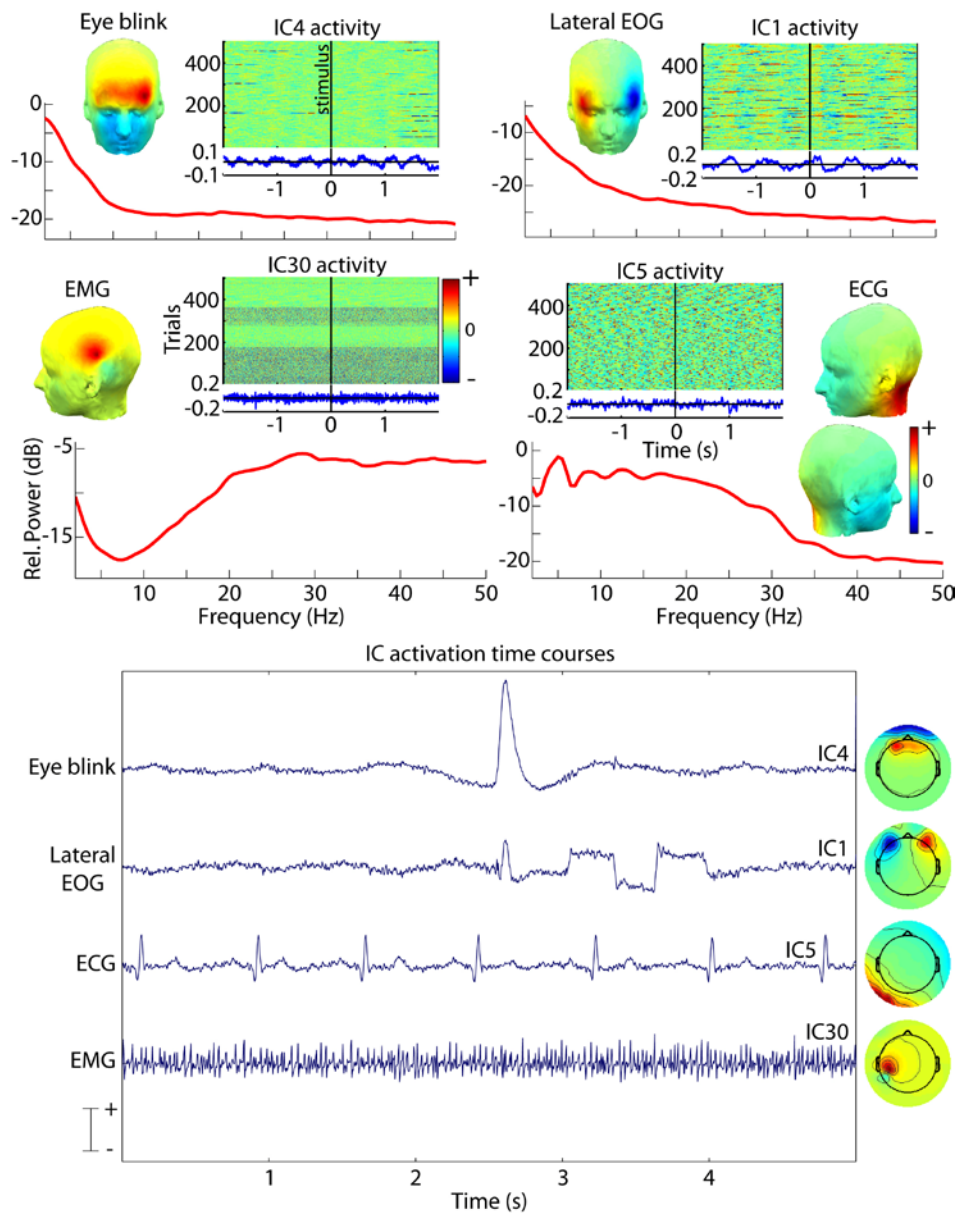 Eye blink
IC4 activity
400
200
stimulus
0.1
-0.1
-1 0 1
0
-10
-20
Lateral EOG
IC1 activity
400
200
0.2
-0.2
-1 0 1
-10
-20
EMG
IC30 activity
Trials
400
200
0.2
-0.2
-1 0 1
+
0
-
Rel. Power (dB)
-5
-15
10 20 30 40 50
Frequency (Hz)
IC5 activity
400
200
0.2
-0.2
-1 0 1
Time (s)
ECG
+
0
-
0
-10
-20
10 20 30 40 50
Frequency (Hz)
IC activation time courses
Eye blink
IC4
Lateral
EOG
IC1
ECG
IC5
EMG
IC30
+
-
1 2 3 4
Time (s)